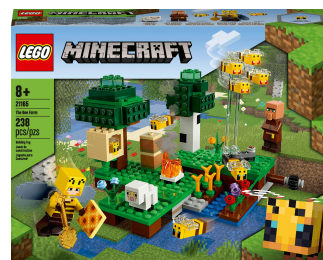 LEGO
MINECRAFT
8+
21165
The Bee Farm
238
pcs/pzs